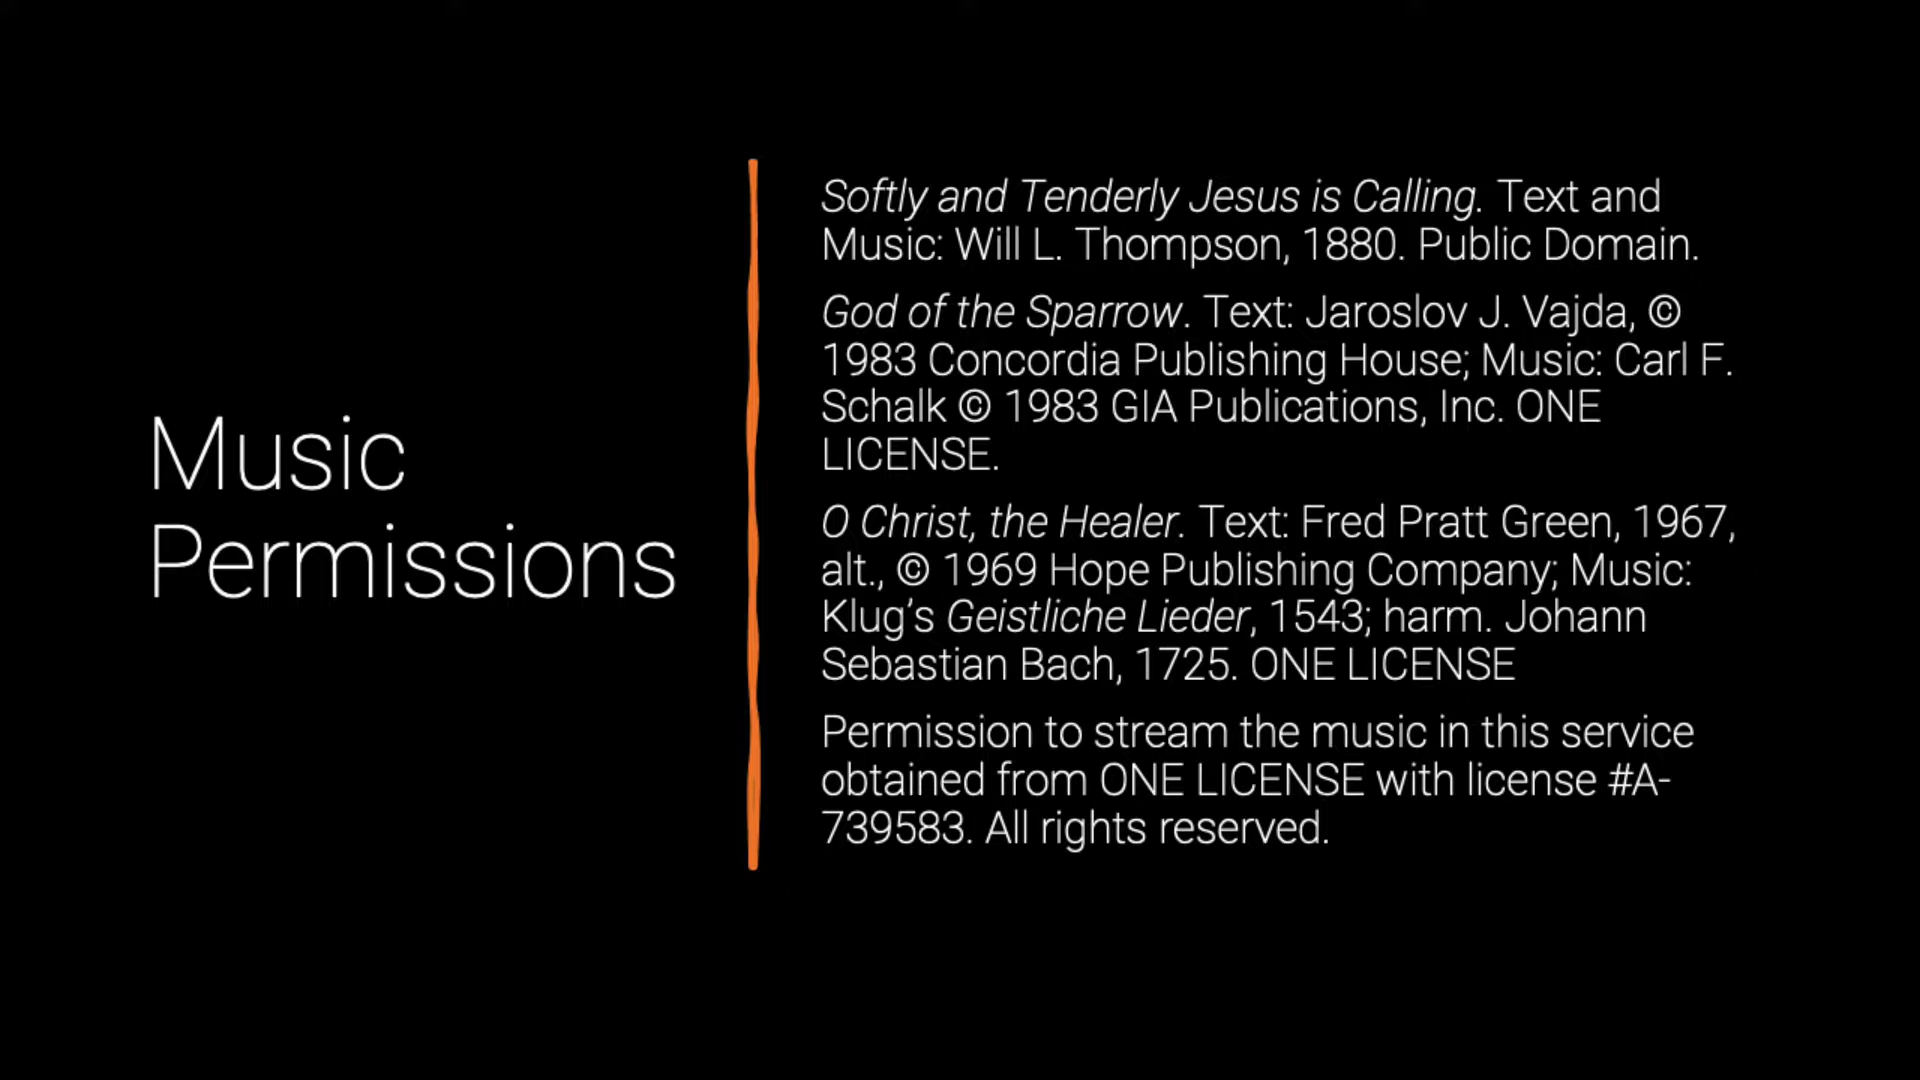 Music
Permissions
Softly and Tenderly Jesus is Calling. Text and
Music: Will L. Thompson, 1880. Public Domain.
God of the Sparrow. Text: Jaroslov J. Vajda, ©
1983 Concordia Publishing House; Music: Carl F.
Schalk © 1983 GIA Publications, Inc. ONE
LICENSE.
O Christ, the Healer. Text: Fred Pratt Green, 1967,
alt., © 1969 Hope Publishing Company; Music:
Klug’s Geistliche Lieder, 1543; harm. Johann
Sebastian Bach, 1725. ONE LICENSE
Permission to stream the music in this service
obtained from ONE LICENSE with license #A-
739583. All rights reserved.